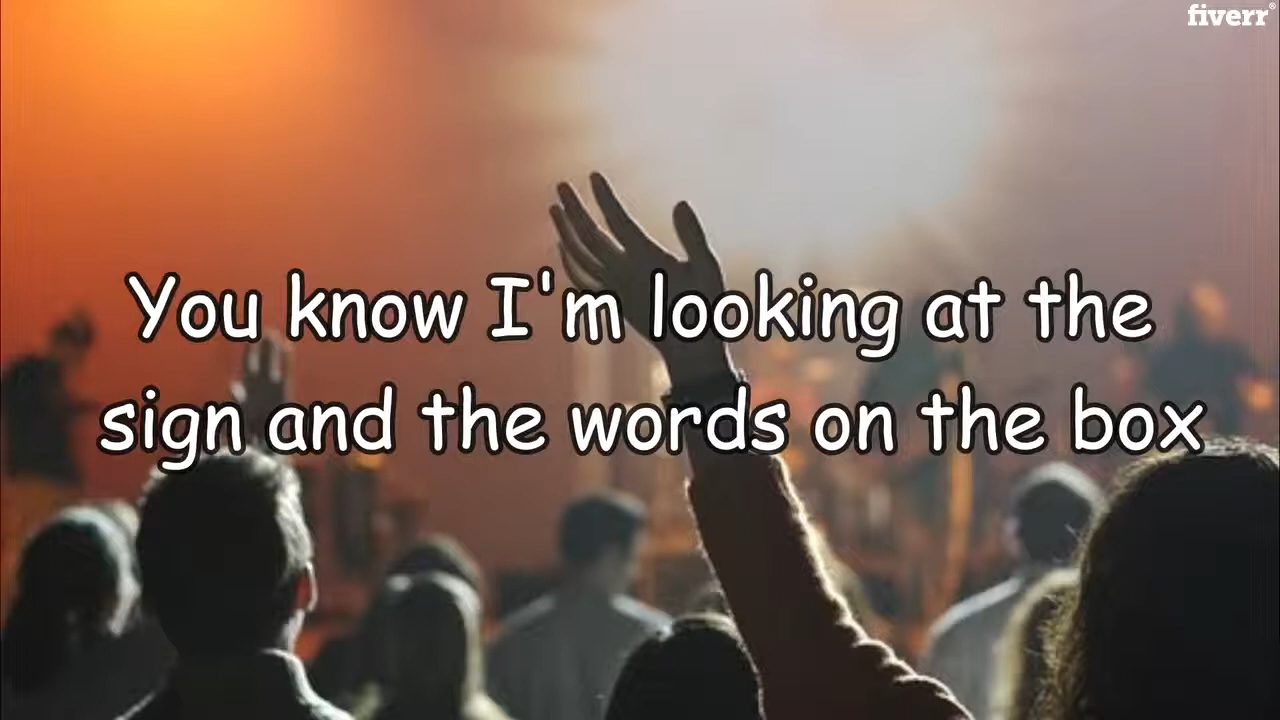 fiverr®
You know I'm looking at the
sign and the words on the box